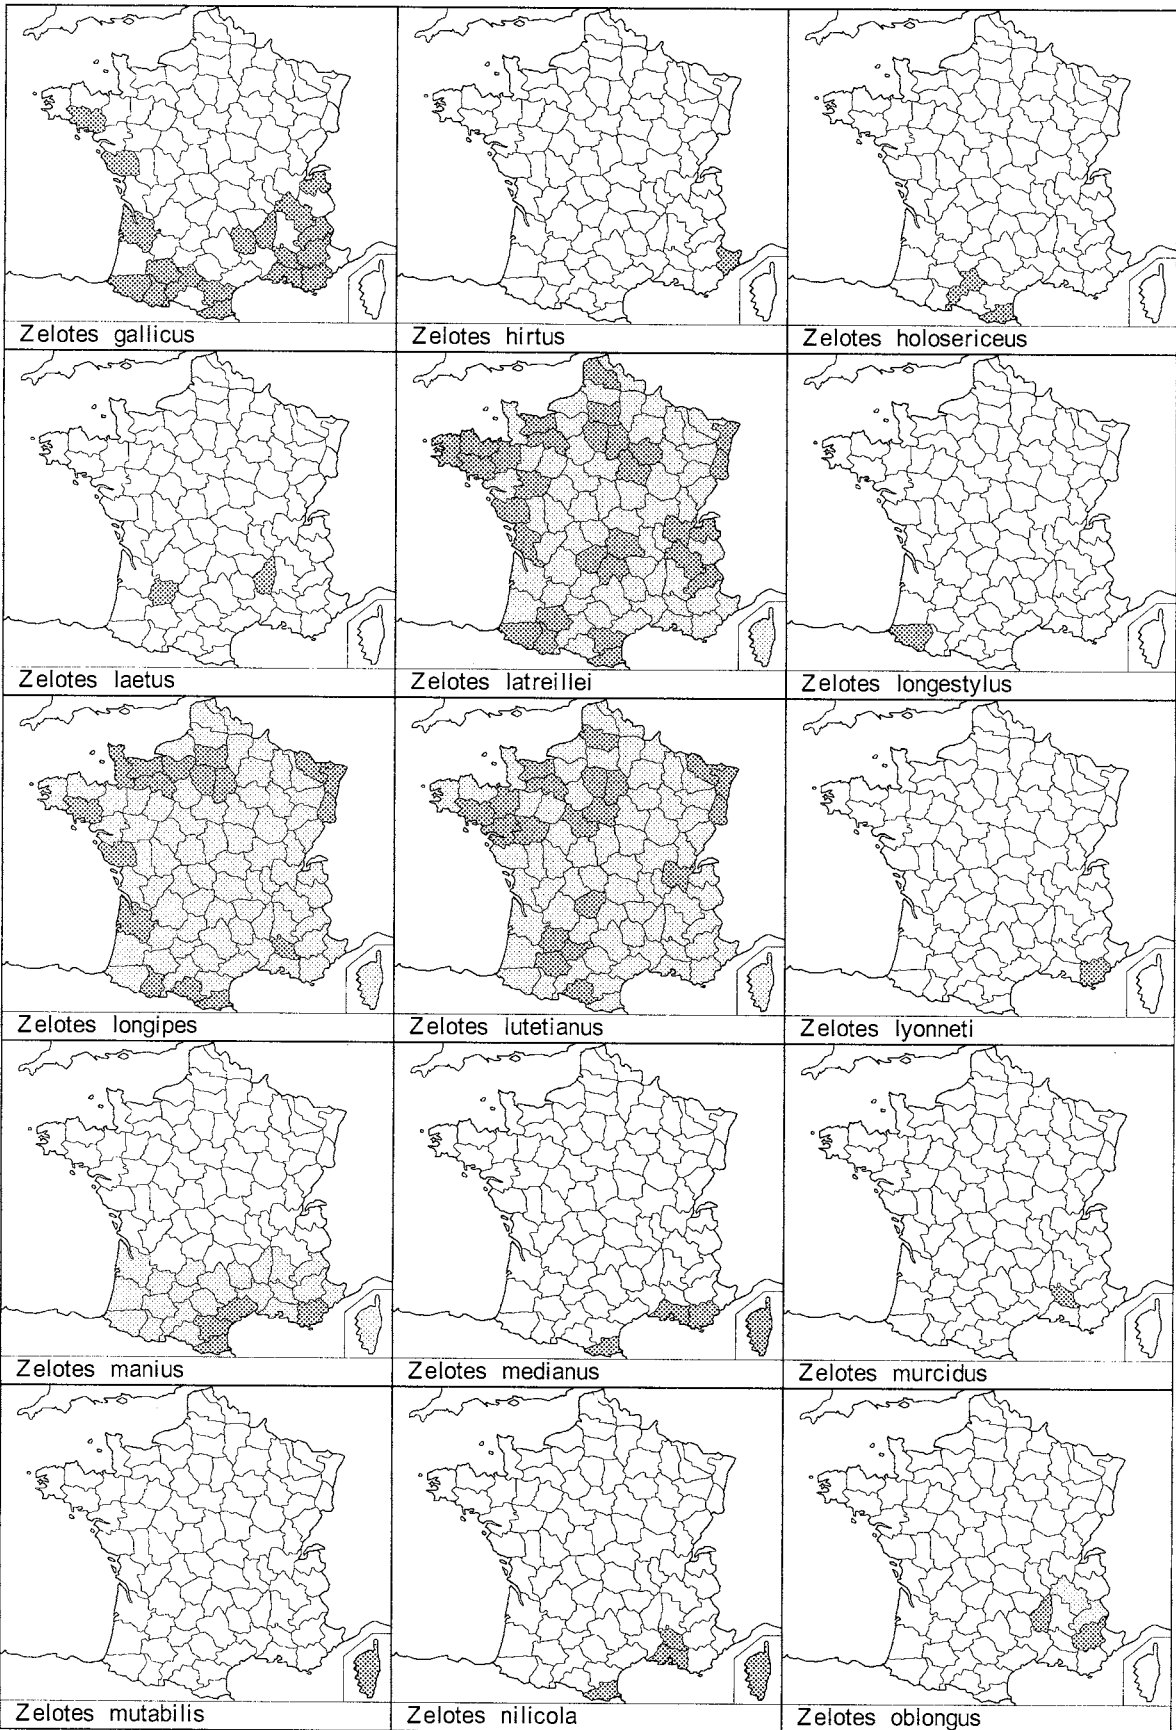 Zelotes gallicus
Zelotes hirtus
Zelotes holosericeus
Zelotes laetus
Zelotes latreillei
Zelotes longestylus
Zelotes longipes
Zelotes lutetianus
Zelotes lyonneti
Zelotes manius
Zelotes medianus
Zelotes murcidus
Zelotes mutabilis
Zelotes nilicola
Zelotes oblongus